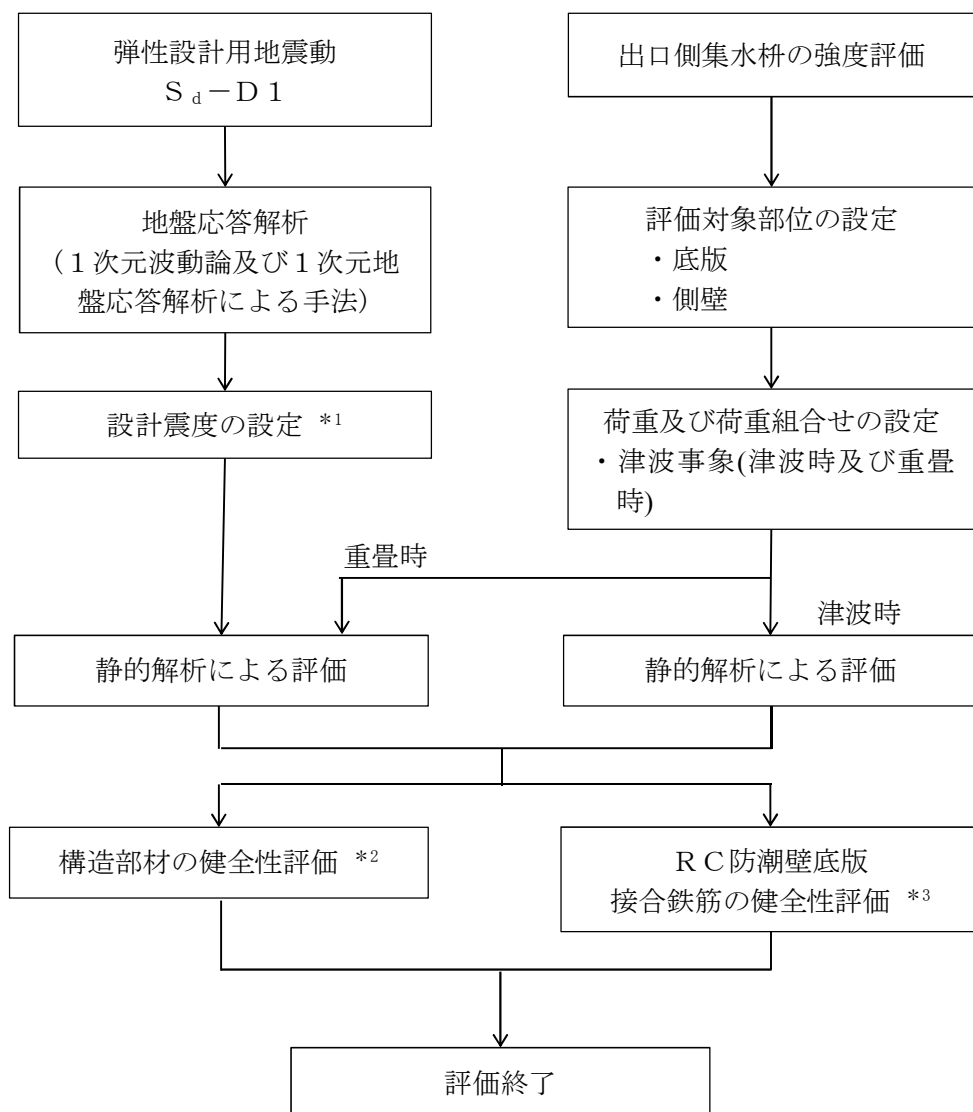 弾性設計用地震動
Ｓd－Ｄ１
出口側集水枡の強度評価
地盤応答解析
（１次元波動論及び１次元地
盤応答解析による手法）
評価対象部位の設定
・底版
・側壁
設計震度の設定 *1
荷重及び荷重組合せの設定
・津波事象(津波時及び重畳
時)
重畳時
津波時
静的解析による評価
静的解析による評価
構造部材の健全性評価 *2
ＲＣ防潮壁底版
接合鉄筋の健全性評価 *3
評価終了